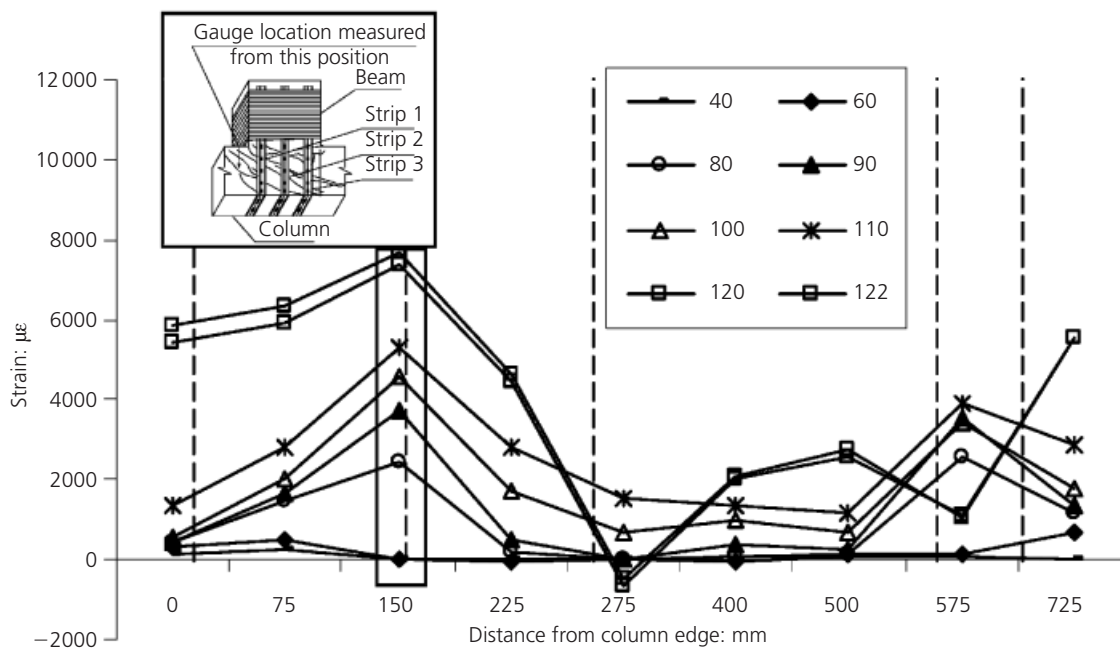 Gauge location measured
from this position
Beam
Strip 1
Strip 2
Strip 3
Column
12 000
10 000
8000
6000
4000
2000
0
−2000
Strain: με
40 60
80 90
100 110
120 122
0 75 150 225 275 400 500 575 725
Distance from column edge: mm